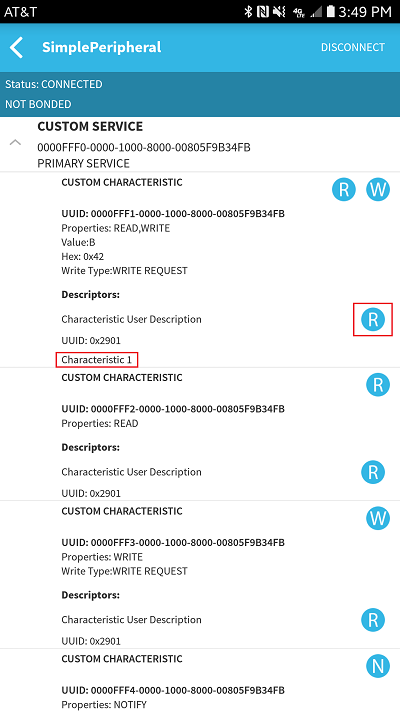 AT&T 4G LTE 3:49 PM
SimplePeripheral DISCONNECT
Status: CONNECTED
NOT BONDED
CUSTOM SERVICE
0000FFF0-0000-1000-8000-00805F9B34FB
PRIMARY SERVICE
CUSTOM CHARACTERISTIC R W
UUID: 0000FFF1-0000-1000-8000-00805F9B34FB
Properties: READ,WRITE
Value:B
Hex: 0x42
Write Type:WRITE REQUEST
Descriptors:
Characteristic User Description R
UUID: 0x2901
Characteristic 1
CUSTOM CHARACTERISTIC R
UUID: 0000FFF2-0000-1000-8000-00805F9B34FB
Properties: READ
Descriptors:
Characteristic User Description R
UUID: 0x2901
CUSTOM CHARACTERISTIC W
UUID: 0000FFF3-0000-1000-8000-00805F9B34FB
Properties: WRITE
Write Type:WRITE REQUEST
Descriptors:
Characteristic User Description R
UUID: 0x2901
CUSTOM CHARACTERISTIC N
UUID: 0000FFF4-0000-1000-8000-00805F9B34FB
Properties: NOTIFY